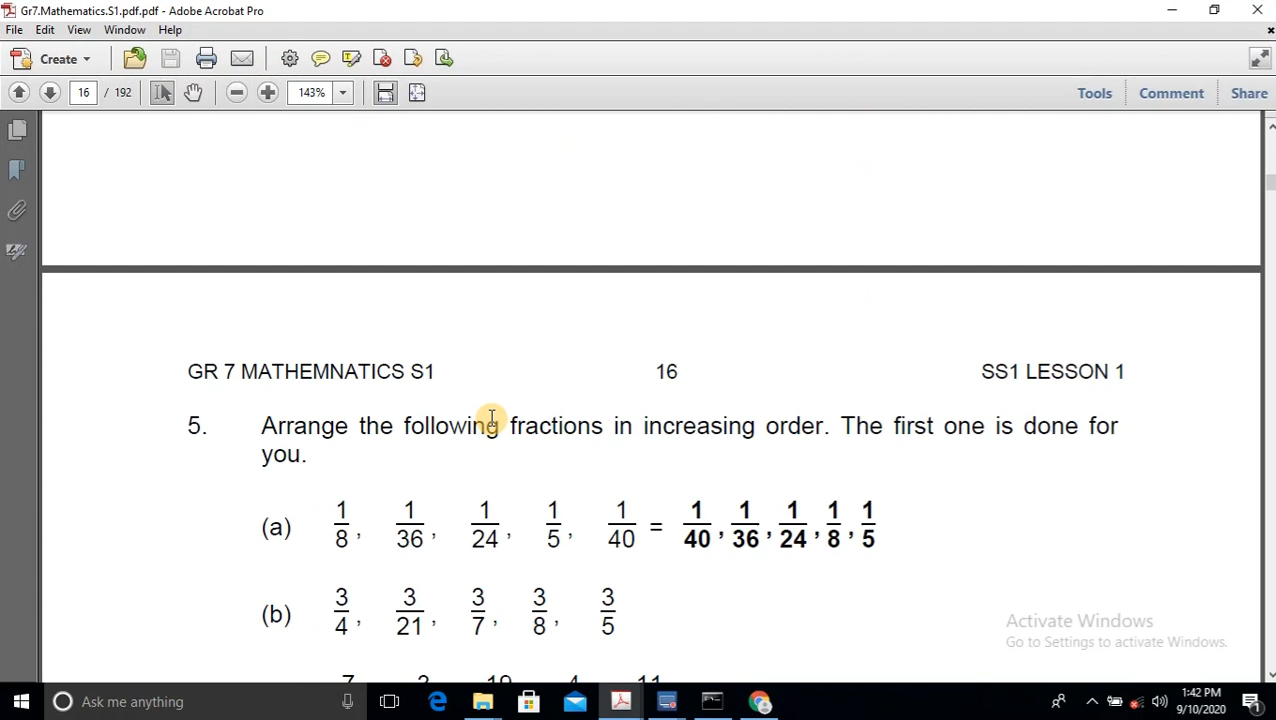 Gr7.Mathematics.S1.pdf.pdf - Adobe Acrobat Pro
File Edit View Window Help
Create
16 / 192 143% Tools Comment Share
GR 7 MATHEMNATICS S1 16 SS1 LESSON 1
5. Arrange the following fractions in increasing order. The first one is done for
you.
(a) 1/8, 1/36, 1/24, 1/5, 1/40 = 1/40, 1/36, 1/24, 1/8, 1/5
(b) 3/4, 3/21, 3/7, 3/8, 3/5
Activate Windows
Go to Settings to activate Windows.
Ask me anything
1:42 PM
9/10/2020